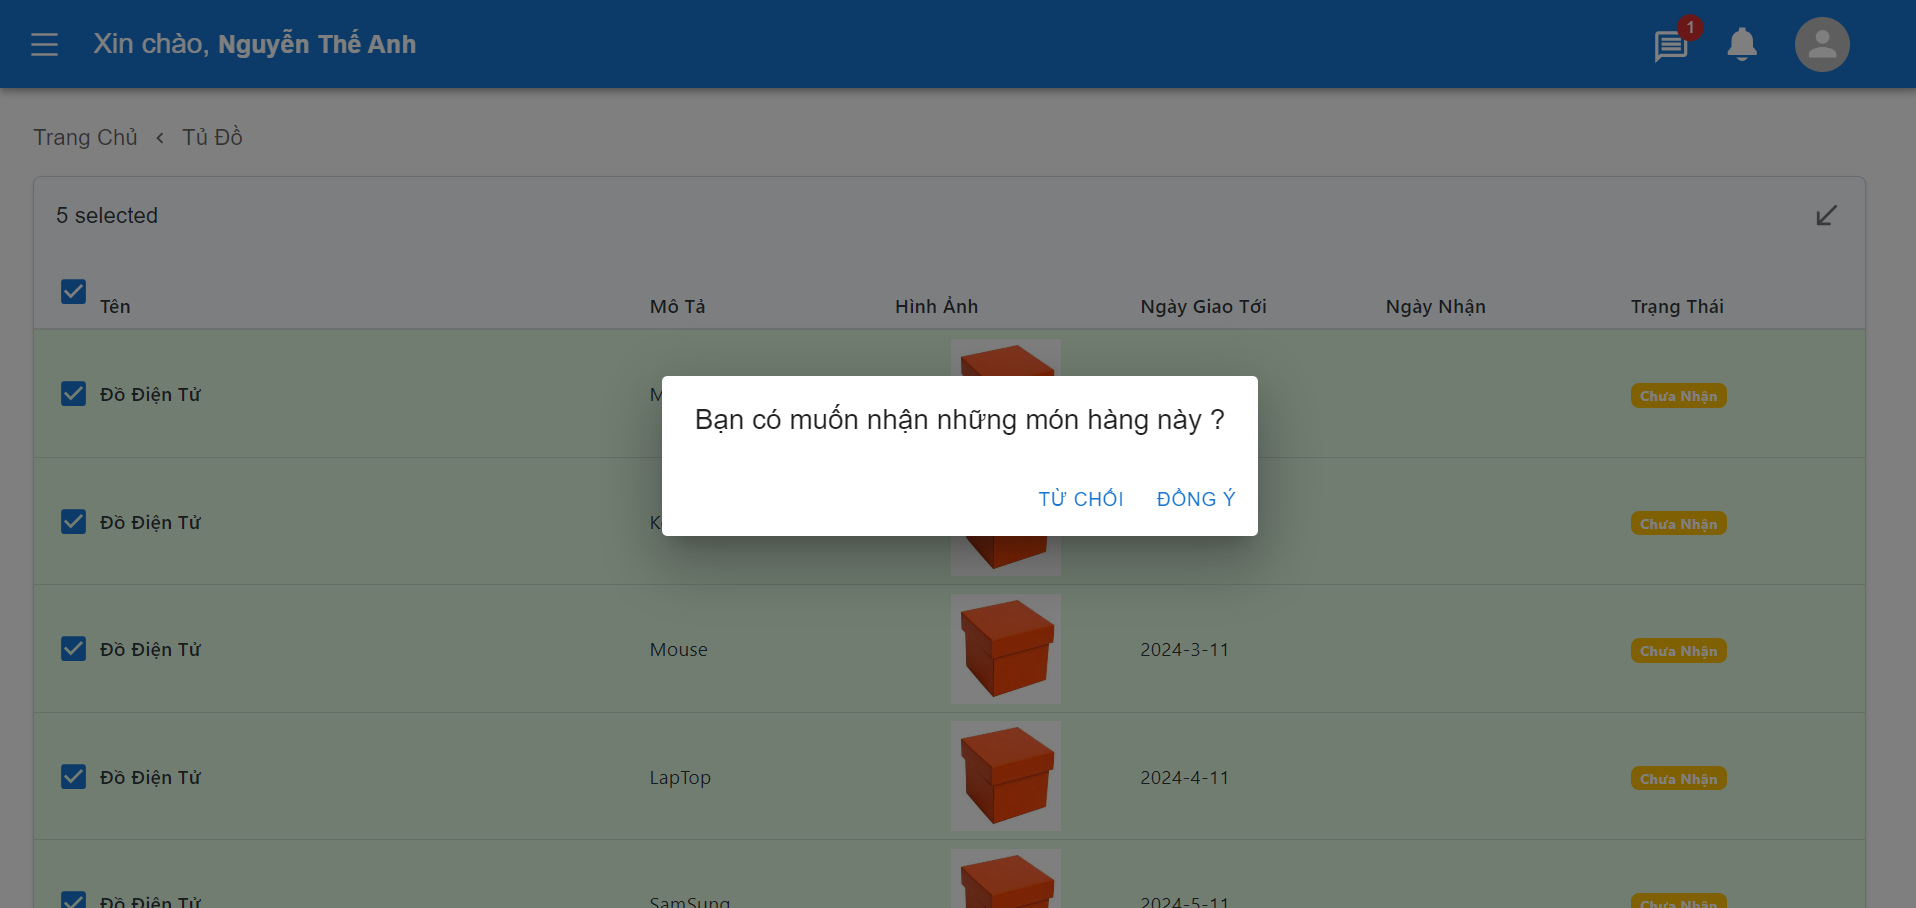 Xin chào, Nguyễn Thế Anh
1
Trang Chủ ‹ Tủ Đồ
5 selected
Tên Mô Tả Hình Ảnh Ngày Giao Tới Ngày Nhận Trạng Thái
Đồ Điện Tử Chưa Nhận
Bạn có muốn nhận những món hàng này ?
TỪ CHỐI ĐỒNG Ý
Đồ Điện Tử Chưa Nhận
Đồ Điện Tử Mouse 2024-3-11 Chưa Nhận
Đồ Điện Tử LapTop 2024-4-11 Chưa Nhận
Đồ Điện Tử SamSung 2024-5-11 Chưa Nhận